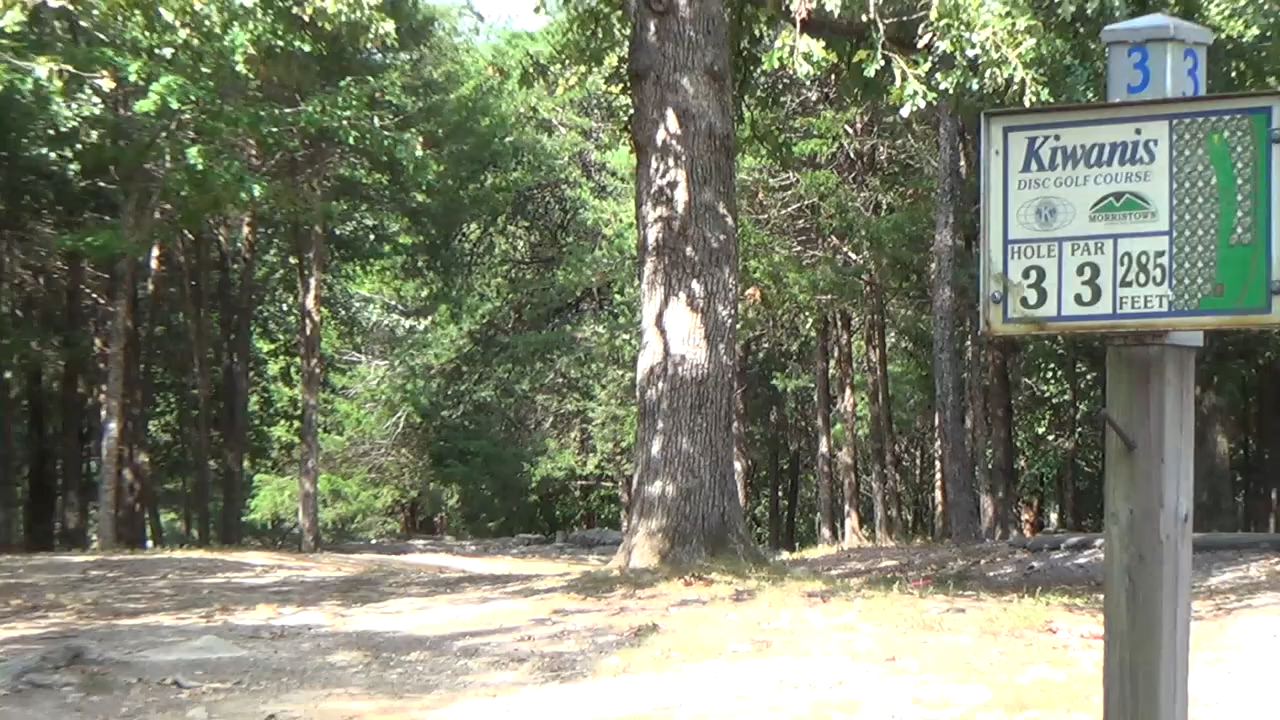 3 3
Kiwanis
DISC GOLF COURSE
K
MORRISTOWN
HOLE
3
PAR
3
285
FEET